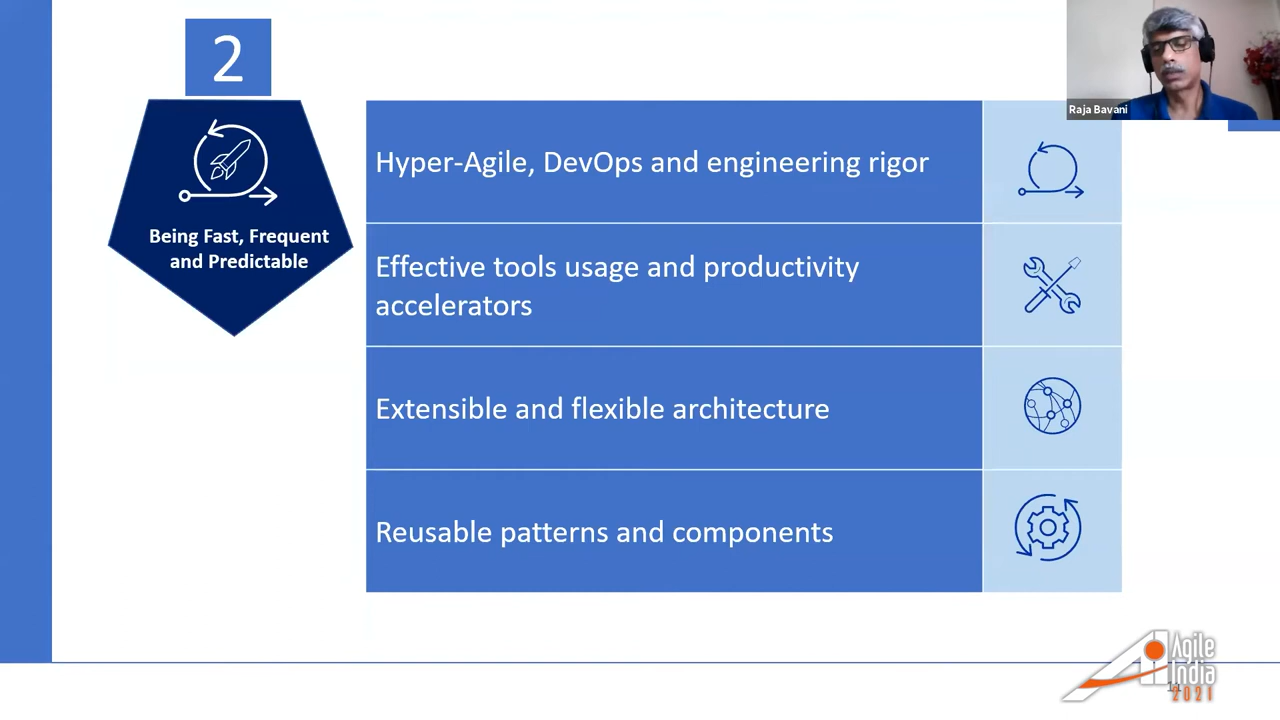 2
Raja Bavani
Hyper-Agile, DevOps and engineering rigor
Being Fast, Frequent
and Predictable
Effective tools usage and productivity
accelerators
Extensible and flexible architecture
Reusable patterns and components
Agile
India
2021